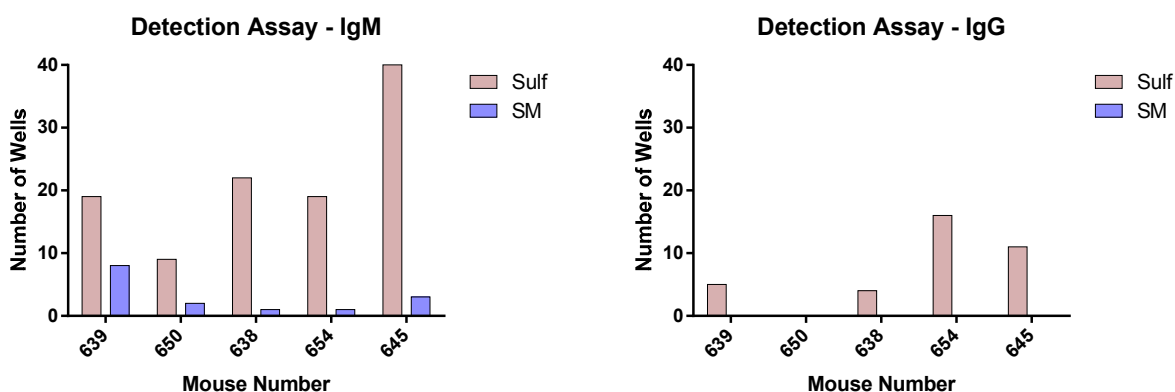 Detection Assay - IgM
Number of Wells
40
30
20
10
0
639
650
638
654
645
Mouse Number
Sulf
SM
Detection Assay - IgG
Number of Wells
40
30
20
10
0
639
650
638
654
645
Mouse Number
Sulf
SM